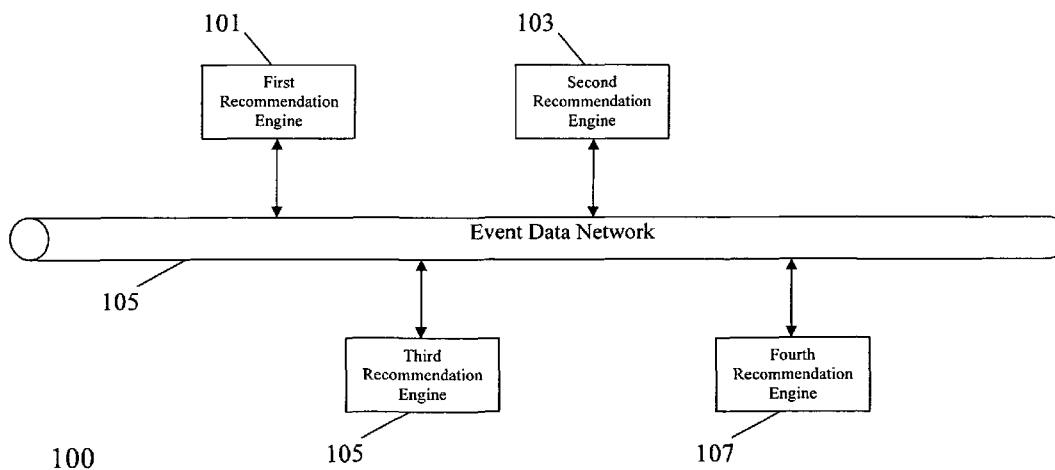 101
103
First
Recommendation
Engine
Second
Recommendation
Engine
Event Data Network
105
Third
Recommendation
Engine
Fourth
Recommendation
Engine
105
107
100